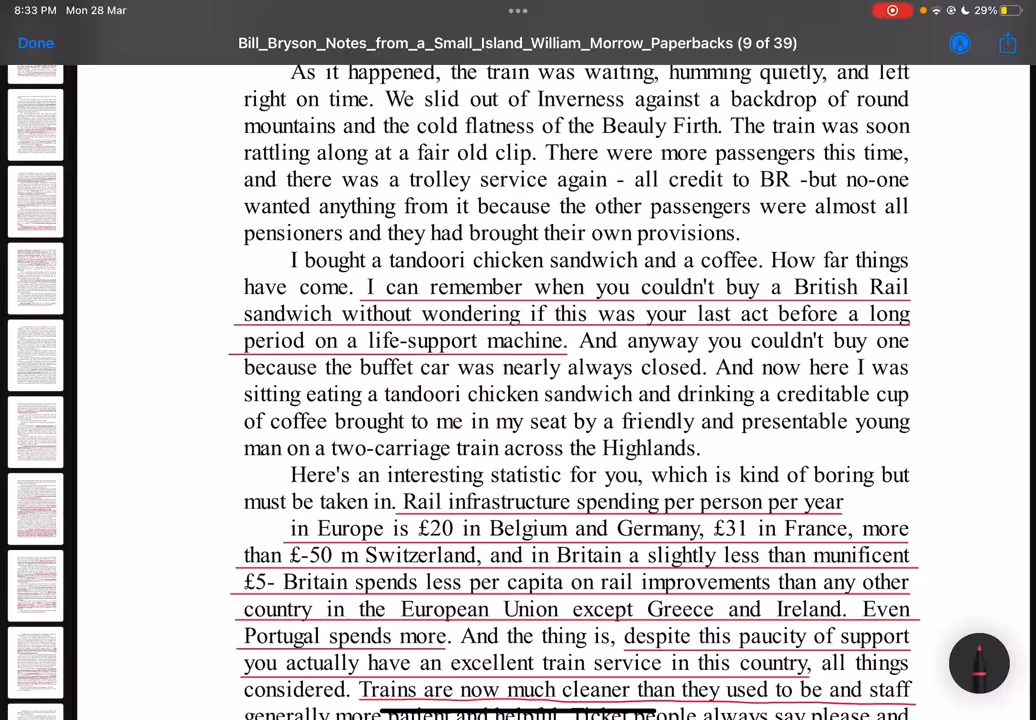 8:33 PM Mon 28 Mar
29%
Done
Bill_Bryson_Notes_from_a_Small_Island_William_Morrow_Paperbacks (9 of 39)
As it happened, the train was waiting, humming quietly, and left
right on time. We slid out of Inverness against a backdrop of round
mountains and the cold flatness of the Beauly Firth. The train was soon
rattling along at a fair old clip. There were more passengers this time,
and there was a trolley service again - all credit to BR -but no-one
wanted anything from it because the other passengers were almost all
pensioners and they had brought their own provisions.
I bought a tandoori chicken sandwich and a coffee. How far things
have come. I can remember when you couldn't buy a British Rail
sandwich without wondering if this was your last act before a long
period on a life-support machine. And anyway you couldn't buy one
because the buffet car was nearly always closed. And now here I was
sitting eating a tandoori chicken sandwich and drinking a creditable cup
of coffee brought to me in my seat by a friendly and presentable young
man on a two-carriage train across the Highlands.
Here's an interesting statistic for you, which is kind of boring but
must be taken in. Rail infrastructure spending per person per year
in Europe is £20 in Belgium and Germany, £31 in France, more
than £-50 m Switzerland, and in Britain a slightly less than munificent
£5- Britain spends less per capita on rail improvements than any other
country in the European Union except Greece and Ireland. Even
Portugal spends more. And the thing is, despite this paucity of support
you actually have an excellent train service in this country, all things
considered. Trains are now much cleaner than they used to be and staff
generally more patient and helpful. Ticket people always say please and